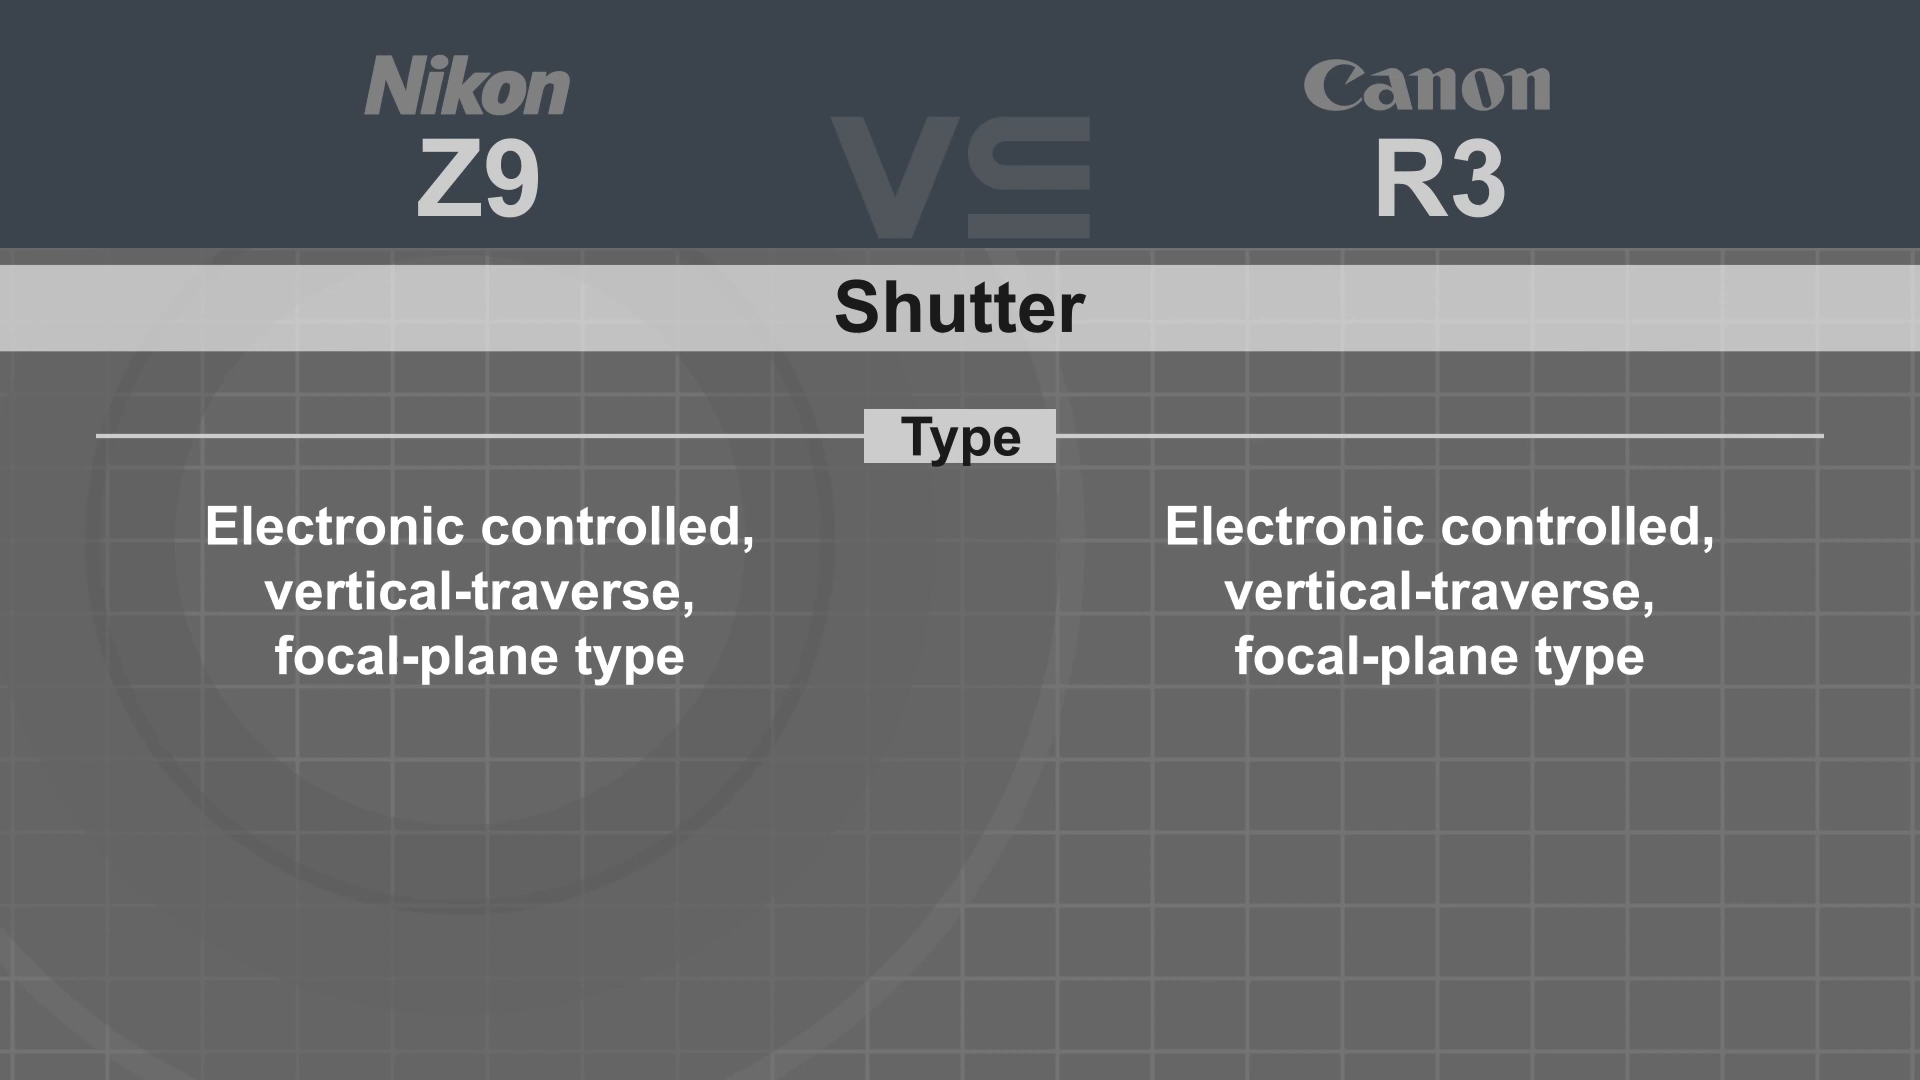 Nikon
Z9
VS
Canon
R3
Shutter
Type
Electronic controlled,
vertical-traverse,
focal-plane type
Electronic controlled,
vertical-traverse,
focal-plane type